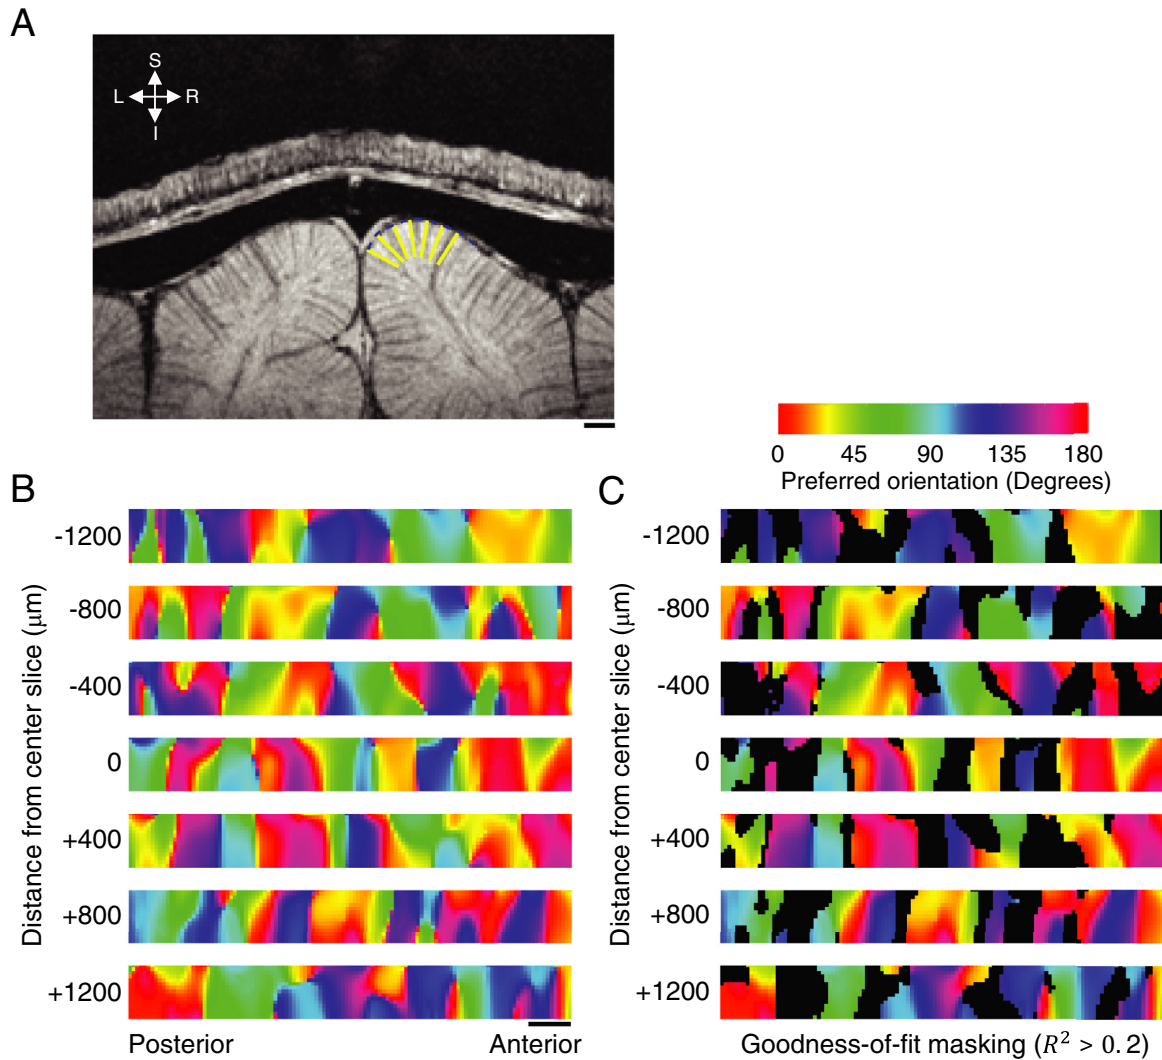 A
S
L R
I
0 45 90 135 180
Preferred orientation (Degrees)
B
C
Distance from center slice (μm)
-1200
-800
-400
0
+400
+800
+1200
Posterior Anterior
Distance from center slice (μm)
-1200
-800
-400
0
+400
+800
+1200
Goodness-of-fit masking (R² > 0.2)